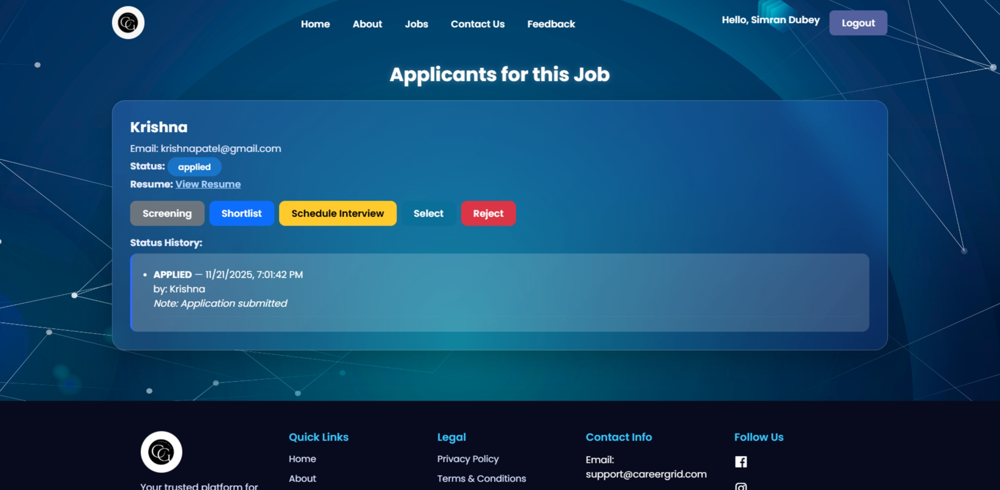 CG
Home About Jobs Contact Us Feedback
Hello, Simran Dubey
Logout
Applicants for this Job
Krishna
Email: krishnapatel@gmail.com
Status: applied
Resume: View Resume
Screening Shortlist Schedule Interview Select Reject
Status History:
• APPLIED — 11/21/2025, 7:01:42 PM
by: Krishna
Note: Application submitted
CG
Your trusted platform for
Quick Links
Home
About
Legal
Privacy Policy
Terms & Conditions
Contact Info
Email:
support@careergrid.com
Follow Us